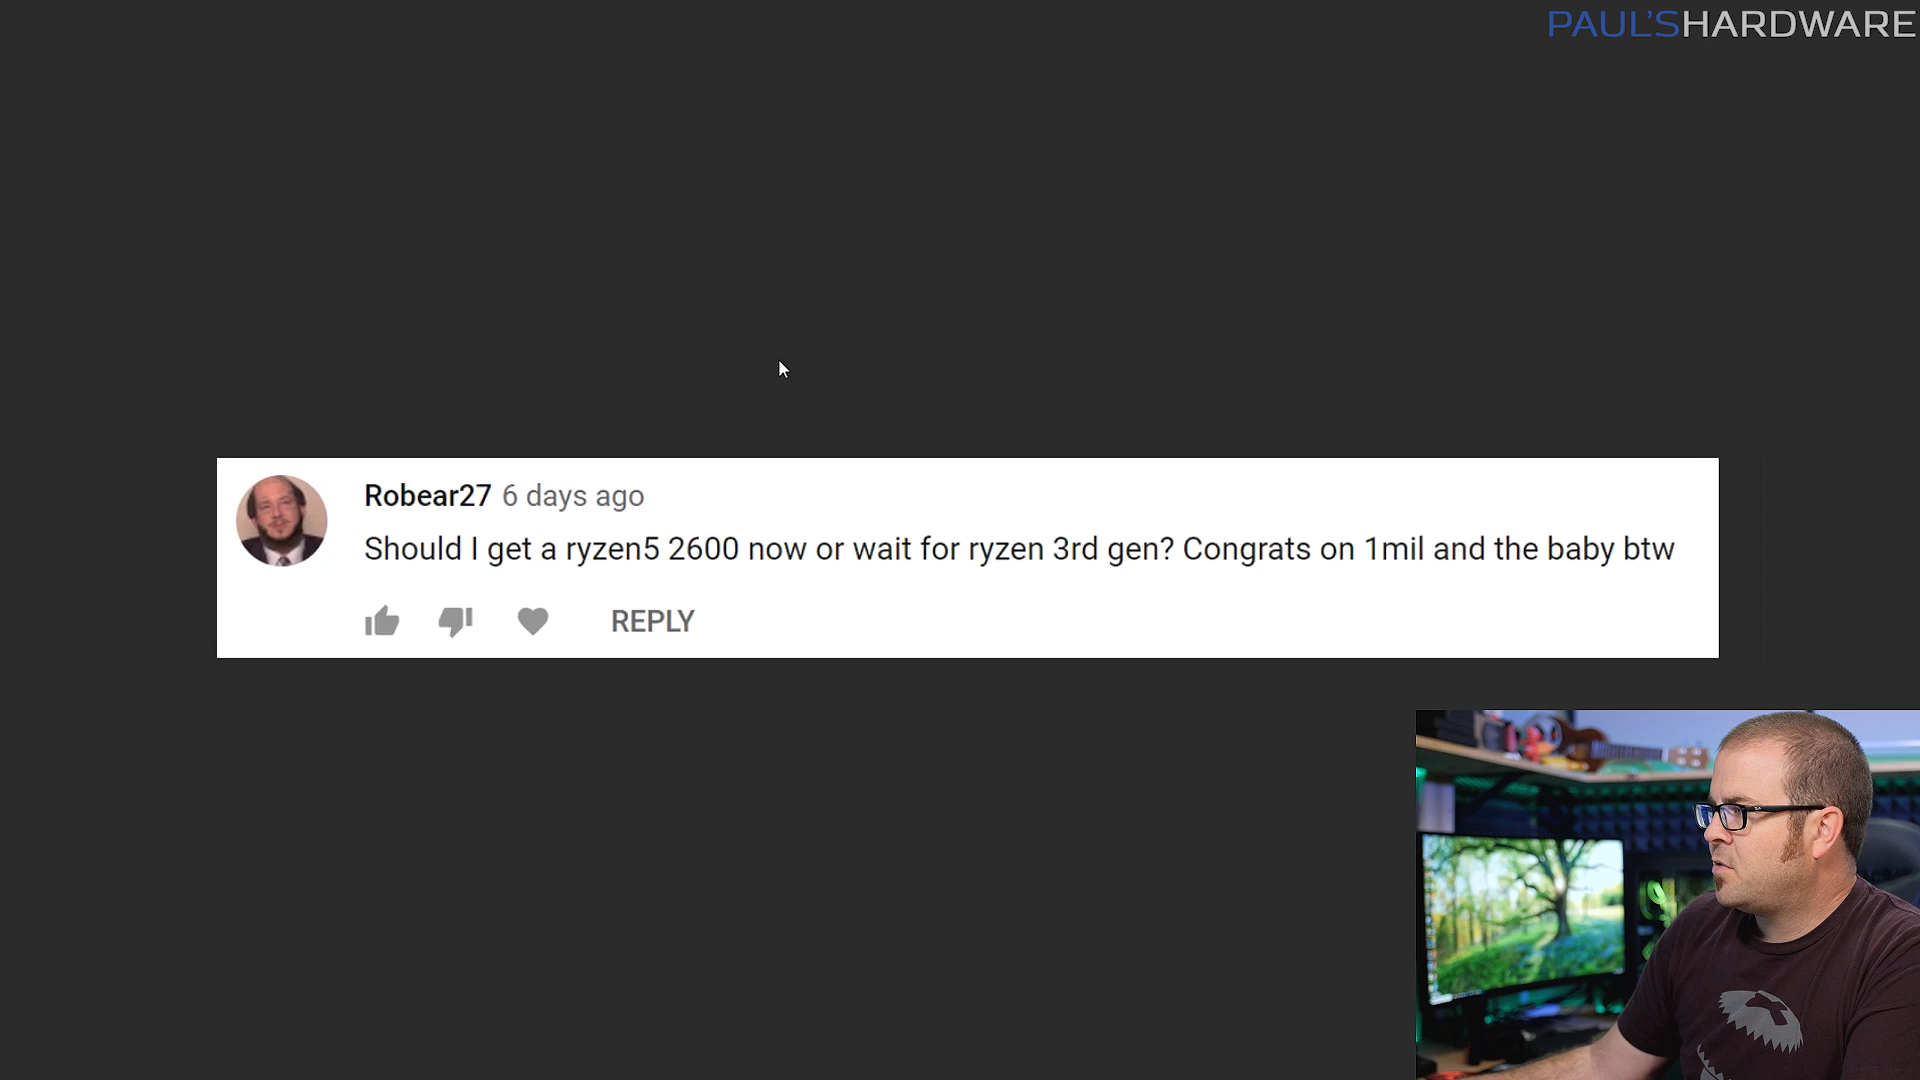 PAUL'SHARDWARE
Robear27 6 days ago
Should I get a ryzen5 2600 now or wait for ryzen 3rd gen? Congrats on 1mil and the baby btw
REPLY